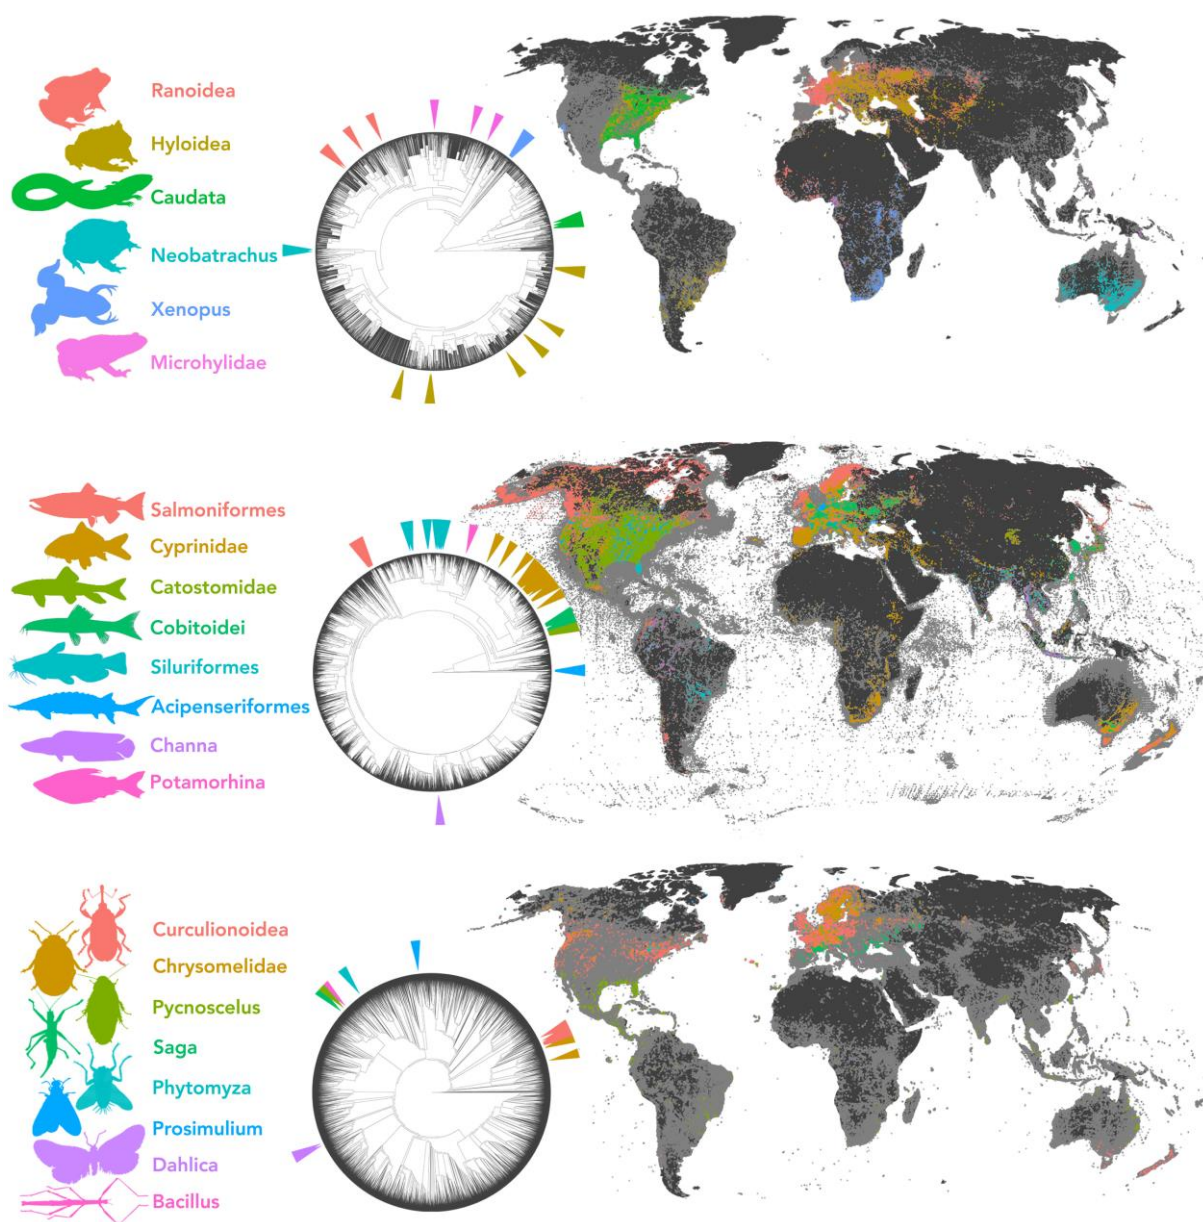 Ranoidea
Hyloidea
Caudata
Neobatrachus
Xenopus
Microhylidae
Salmoniformes
Cyprinidae
Catostomidae
Cobitoidei
Siluriformes
Acipenseriformes
Channa
Potamorhina
Curculionoidea
Chrysomelidae
Pycnoscelus
Saga
Phytomyza
Prosimulium
Dahlica
Bacillus